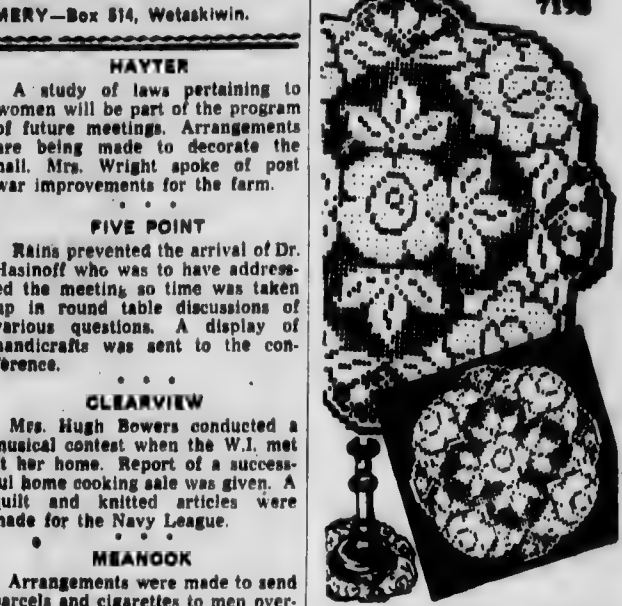 MERY—Box 814, Wetaskiwin.
HAYTER
A study of laws pertaining to
women will be part of the program
of future meetings. Arrangements
are being made to decorate the
hall. Mrs. Wright spoke of post
war improvements for the farm.
FIVE POINT
Rains prevented the arrival of Dr.
Hasinoff who was to have address-
ed the meeting so time was taken
up in round table discussions of
various questions. A display of
handicrafts was sent to the con-
ference.
CLEARVIEW
Mrs. Hugh Bowers conducted a
musical contest when the W.I. met
at her home. Report of a success-
ful home cooking sale was given. A
quilt and knitted articles were
made for the Navy League.
MEANOOK
Arrangements were made to send
parcels and cigarettes to men over-